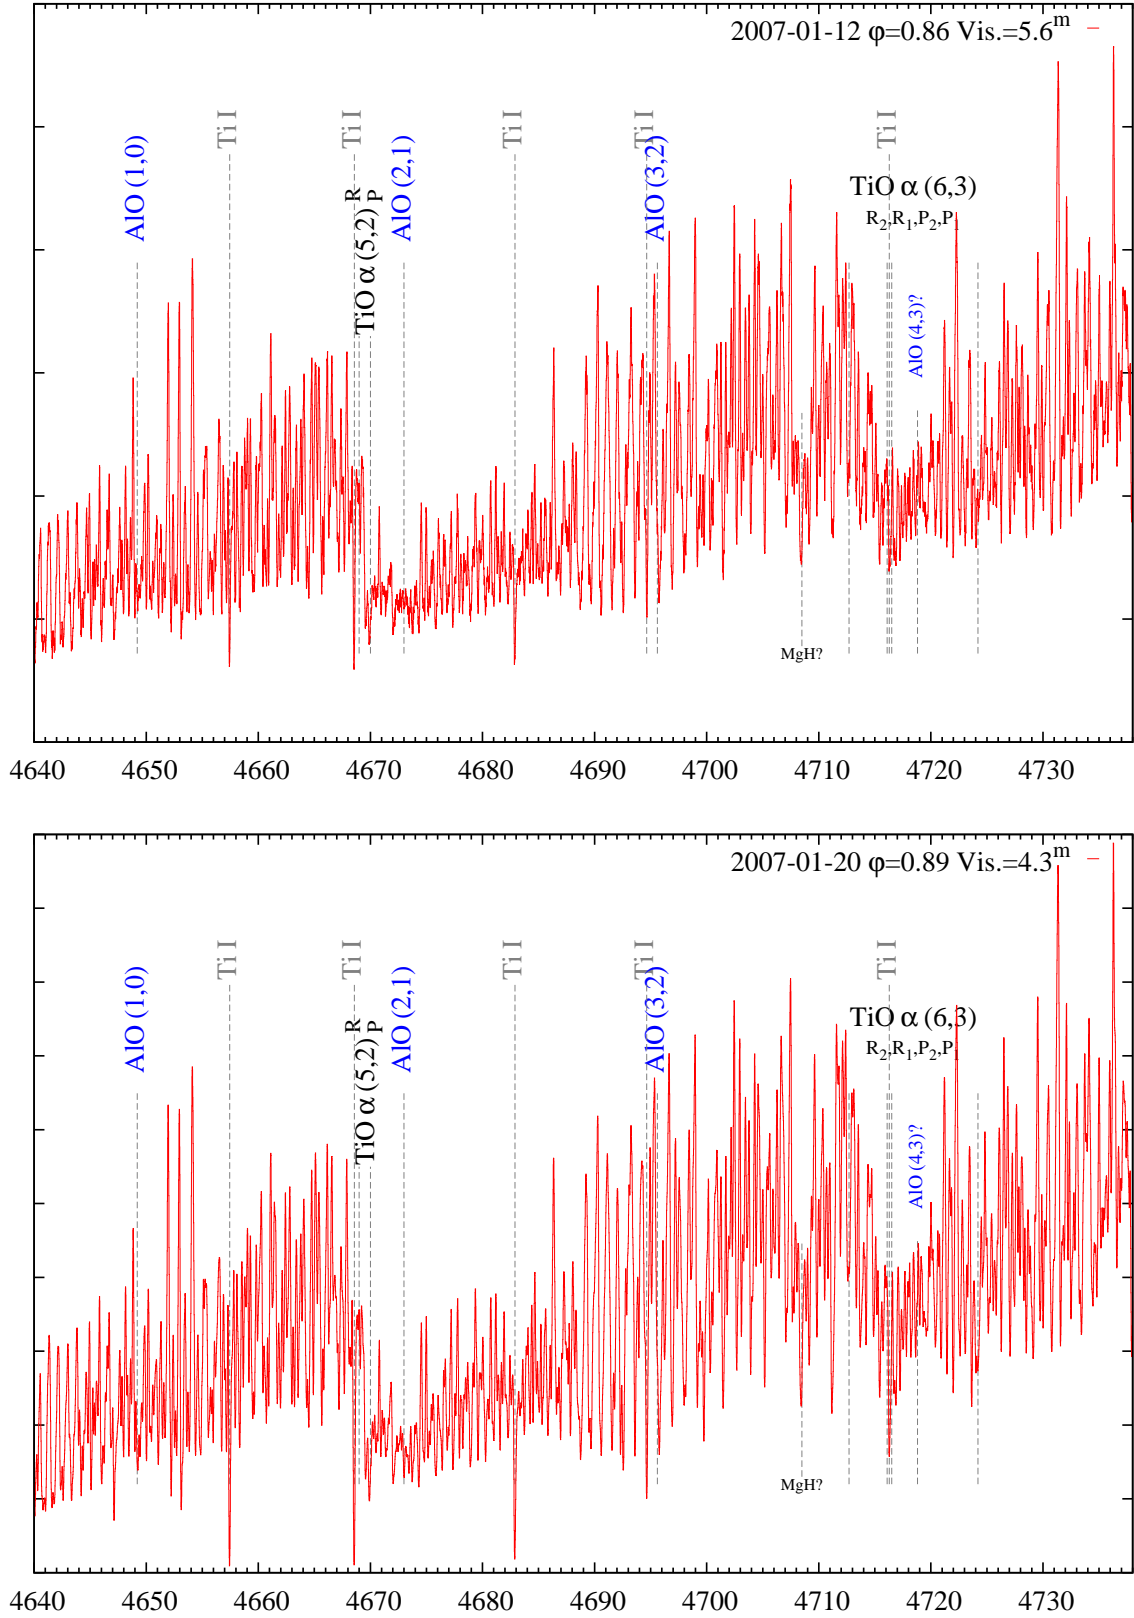 2007-01-12 φ=0.86 Vis.=5.6m
Ti I
Ti I
Ti I
Ti I
Ti I
AlO (1,0)
TiO α (5,2) R P
AlO (2,1)
AlO (3,2)
TiO α (6,3)
R2,R1,P2,P1
AlO (4,3)?
MgH?
4640 4650 4660 4670 4680 4690 4700 4710 4720 4730
2007-01-20 φ=0.89 Vis.=4.3m
Ti I
Ti I
Ti I
Ti I
Ti I
AlO (1,0)
TiO α (5,2) R P
AlO (2,1)
AlO (3,2)
TiO α (6,3)
R2,R1,P2,P1
AlO (4,3)?
MgH?
4640 4650 4660 4670 4680 4690 4700 4710 4720 4730